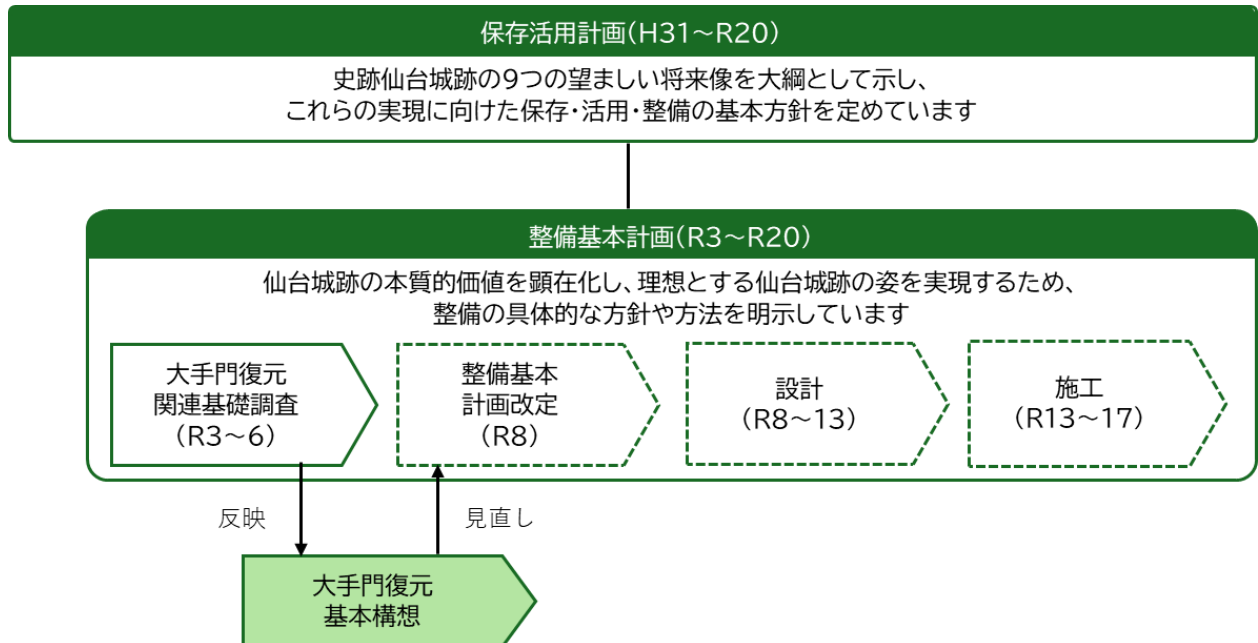 保存活用計画(H31～R20)
史跡仙台城跡の9つの望ましい将来像を大綱として示し、
これらの実現に向けた保存・活用・整備の基本方針を定めています
整備基本計画(R3～R20)
仙台城跡の本質的価値を顕在化し、理想とする仙台城跡の姿を実現するため、
整備の具体的な方針や方法を明示しています
大手門復元
関連基礎調査
(R3～6)
整備基本
計画改定
(R8)
設計
(R8～13)
施工
(R13～17)
反映
見直し
大手門復元
基本構想